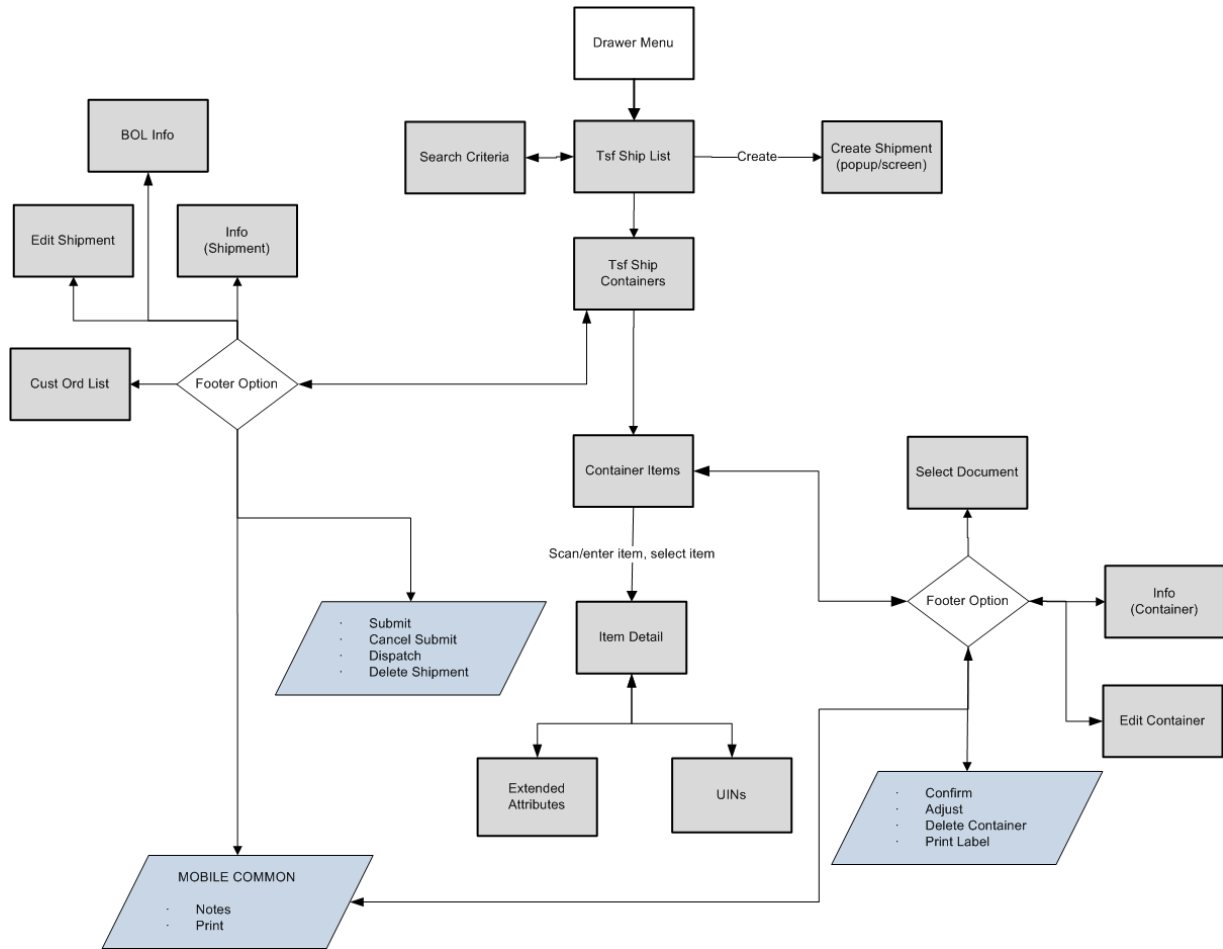 Drawer Menu
BOL Info
Search Criteria
Tsf Ship List
Create
Create Shipment
(popup/screen)
Edit Shipment
Info
(Shipment)
Tsf Ship
Containers
Cust Ord List
Footer Option
Container Items
Select Document
Scan/enter item, select item
Footer Option
Info
(Container)
· Submit
· Cancel Submit
· Dispatch
· Delete Shipment
Item Detail
Edit Container
Extended
Attributes
UINs
· Confirm
· Adjust
· Delete Container
· Print Label
MOBILE COMMON
· Notes
· Print